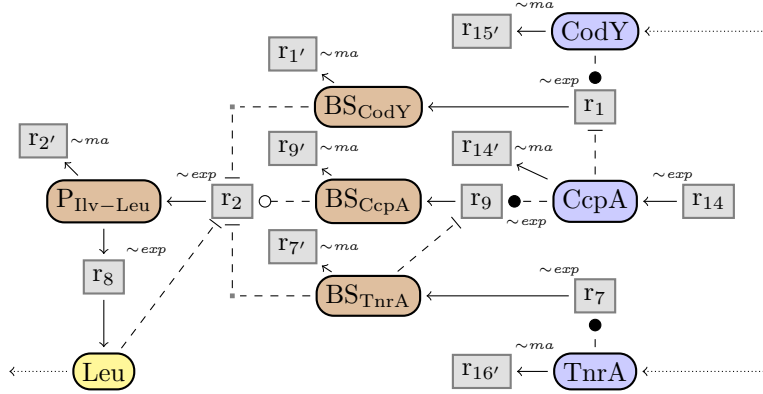 r15′ ~ma CodY
r1′ ~ma
~exp
BSCodY r1
r2′ ~ma r9′ ~ma r14′ ~ma
~exp ~exp
PIlv−Leu r2 BSCcpA r9 CcpA r14
~exp
r7′ ~ma
~exp ~exp
r8 BSTnrA r7
~ma
Leu r16′ TnrA